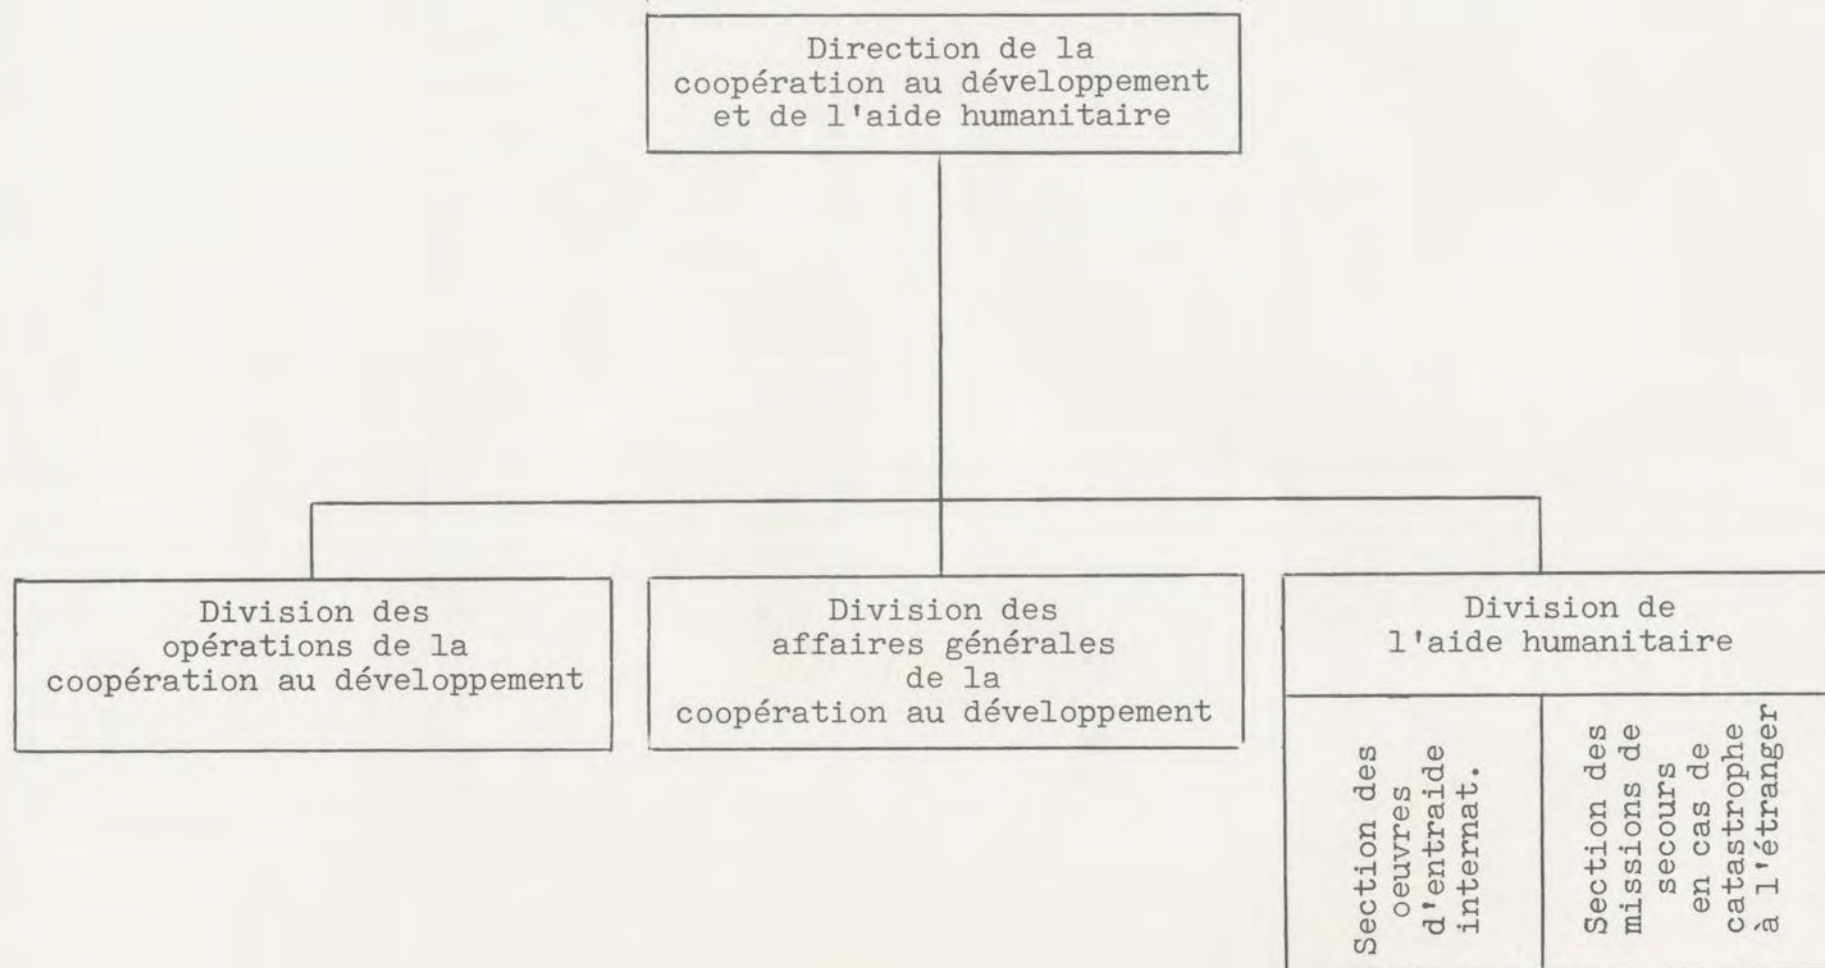 Direction de la
coopération au développement
et de l'aide humanitaire
Division des
opérations de la
coopération au développement
Division des
affaires générales
de la
coopération au développement
Division de
l'aide humanitaire
Section des
oeuvres
d'entraide
internat.
Section des
missions de
secours
en cas de
catastrophe
à l'étranger